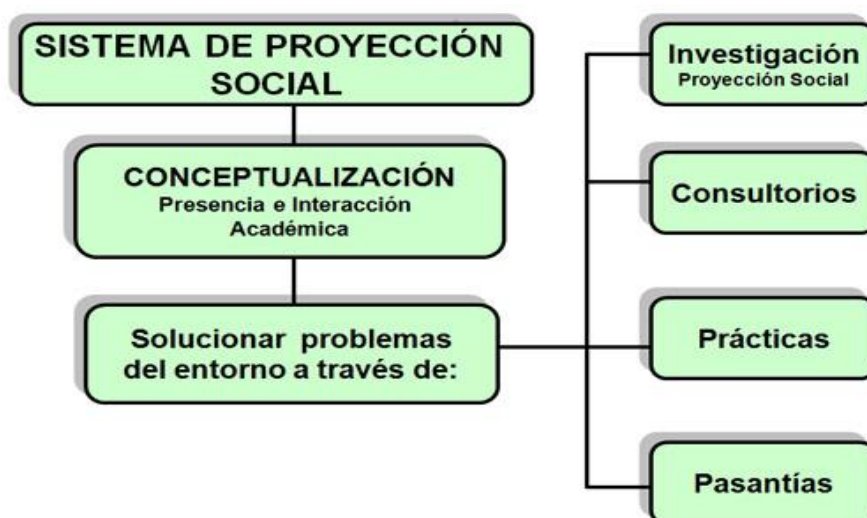 SISTEMA DE PROYECCIÓN
SOCIAL
CONCEPTUALIZACIÓN
Presencia e Interacción
Académica
Solucionar problemas
del entorno a través de:
Investigación
Proyección Social
Consultorios
Prácticas
Pasantías